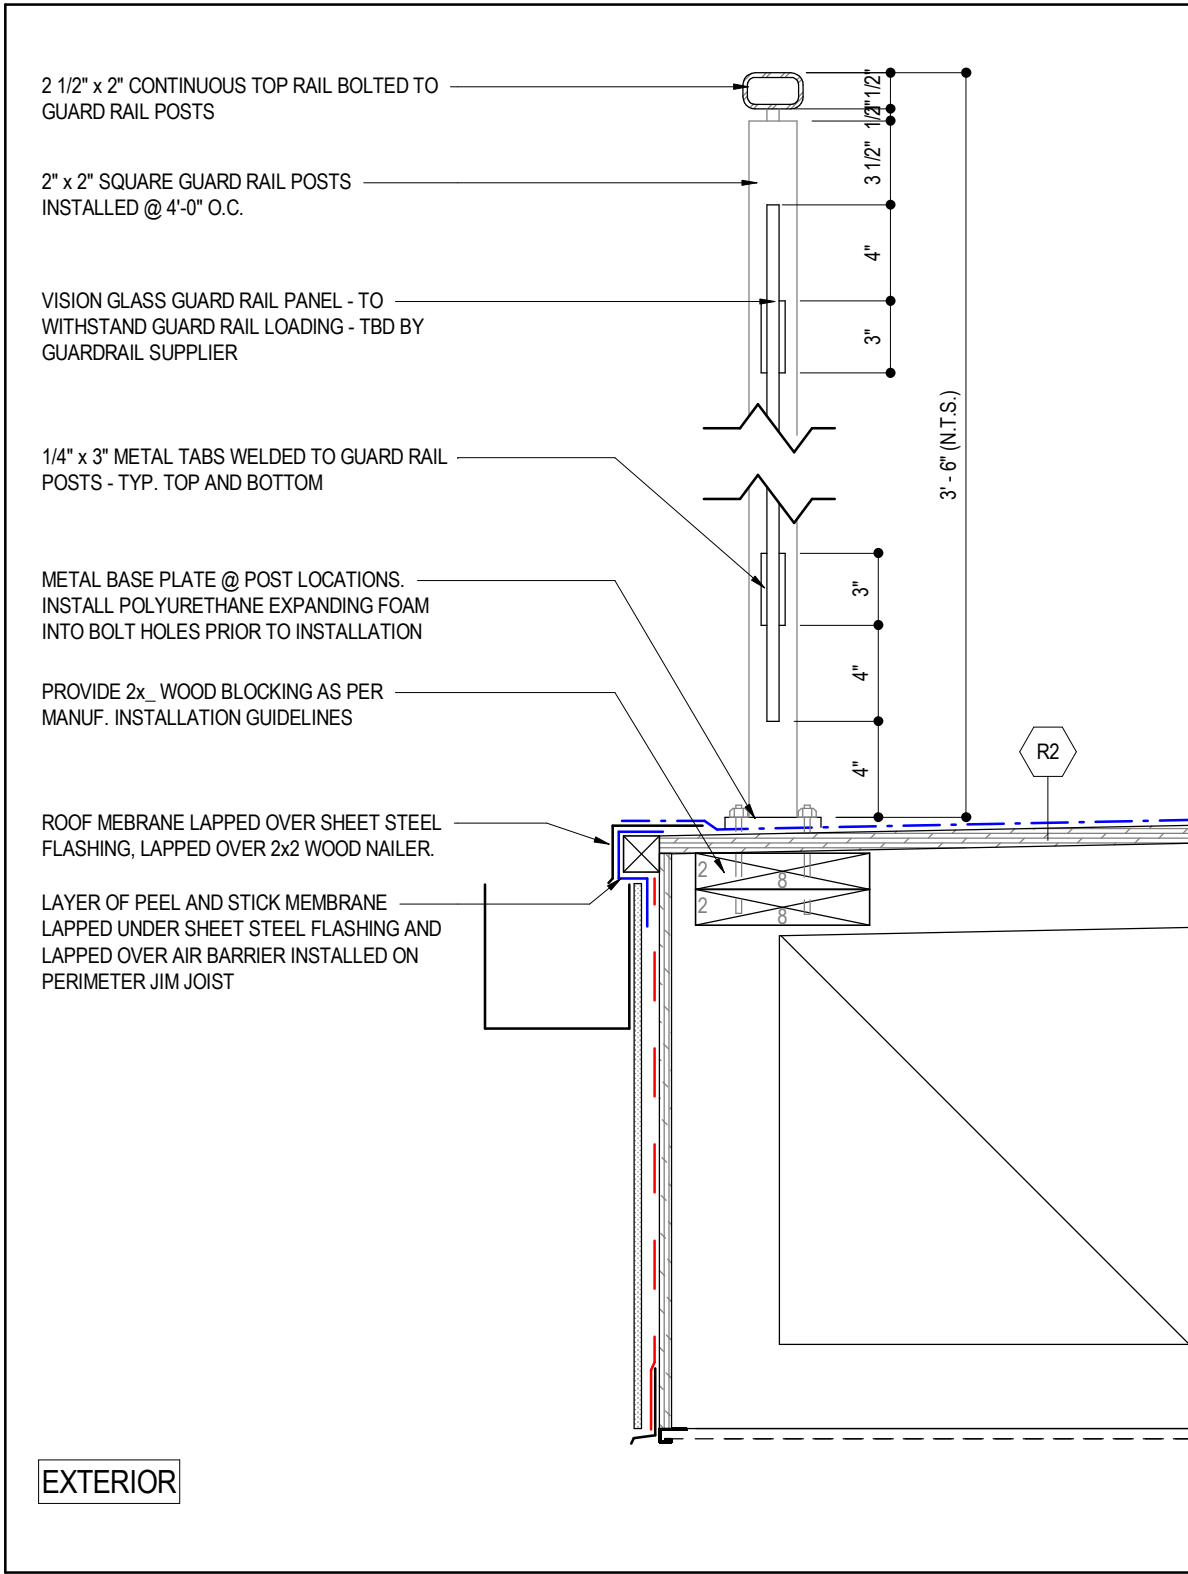 2 1/2" x 2" CONTINUOUS TOP RAIL BOLTED TO
GUARD RAIL POSTS
2" x 2" SQUARE GUARD RAIL POSTS
INSTALLED @ 4'-0" O.C.
VISION GLASS GUARD RAIL PANEL - TO
WITHSTAND GUARD RAIL LOADING - TBD BY
GUARDRAIL SUPPLIER
1/4" x 3" METAL TABS WELDED TO GUARD RAIL
POSTS - TYP. TOP AND BOTTOM
METAL BASE PLATE @ POST LOCATIONS.
INSTALL POLYURETHANE EXPANDING FOAM
INTO BOLT HOLES PRIOR TO INSTALLATION
PROVIDE 2x_ WOOD BLOCKING AS PER
MANUF. INSTALLATION GUIDELINES
ROOF MEBRANE LAPPED OVER SHEET STEEL
FLASHING, LAPPED OVER 2x2 WOOD NAILER.
LAYER OF PEEL AND STICK MEMBRANE
LAPPED UNDER SHEET STEEL FLASHING AND
LAPPED OVER AIR BARRIER INSTALLED ON
PERIMETER JIM JOIST
1/2"
3 1/2"
4"
3"
3' - 6" (N.T.S.)
3"
4"
4"
R2
2
8
2
8
EXTERIOR